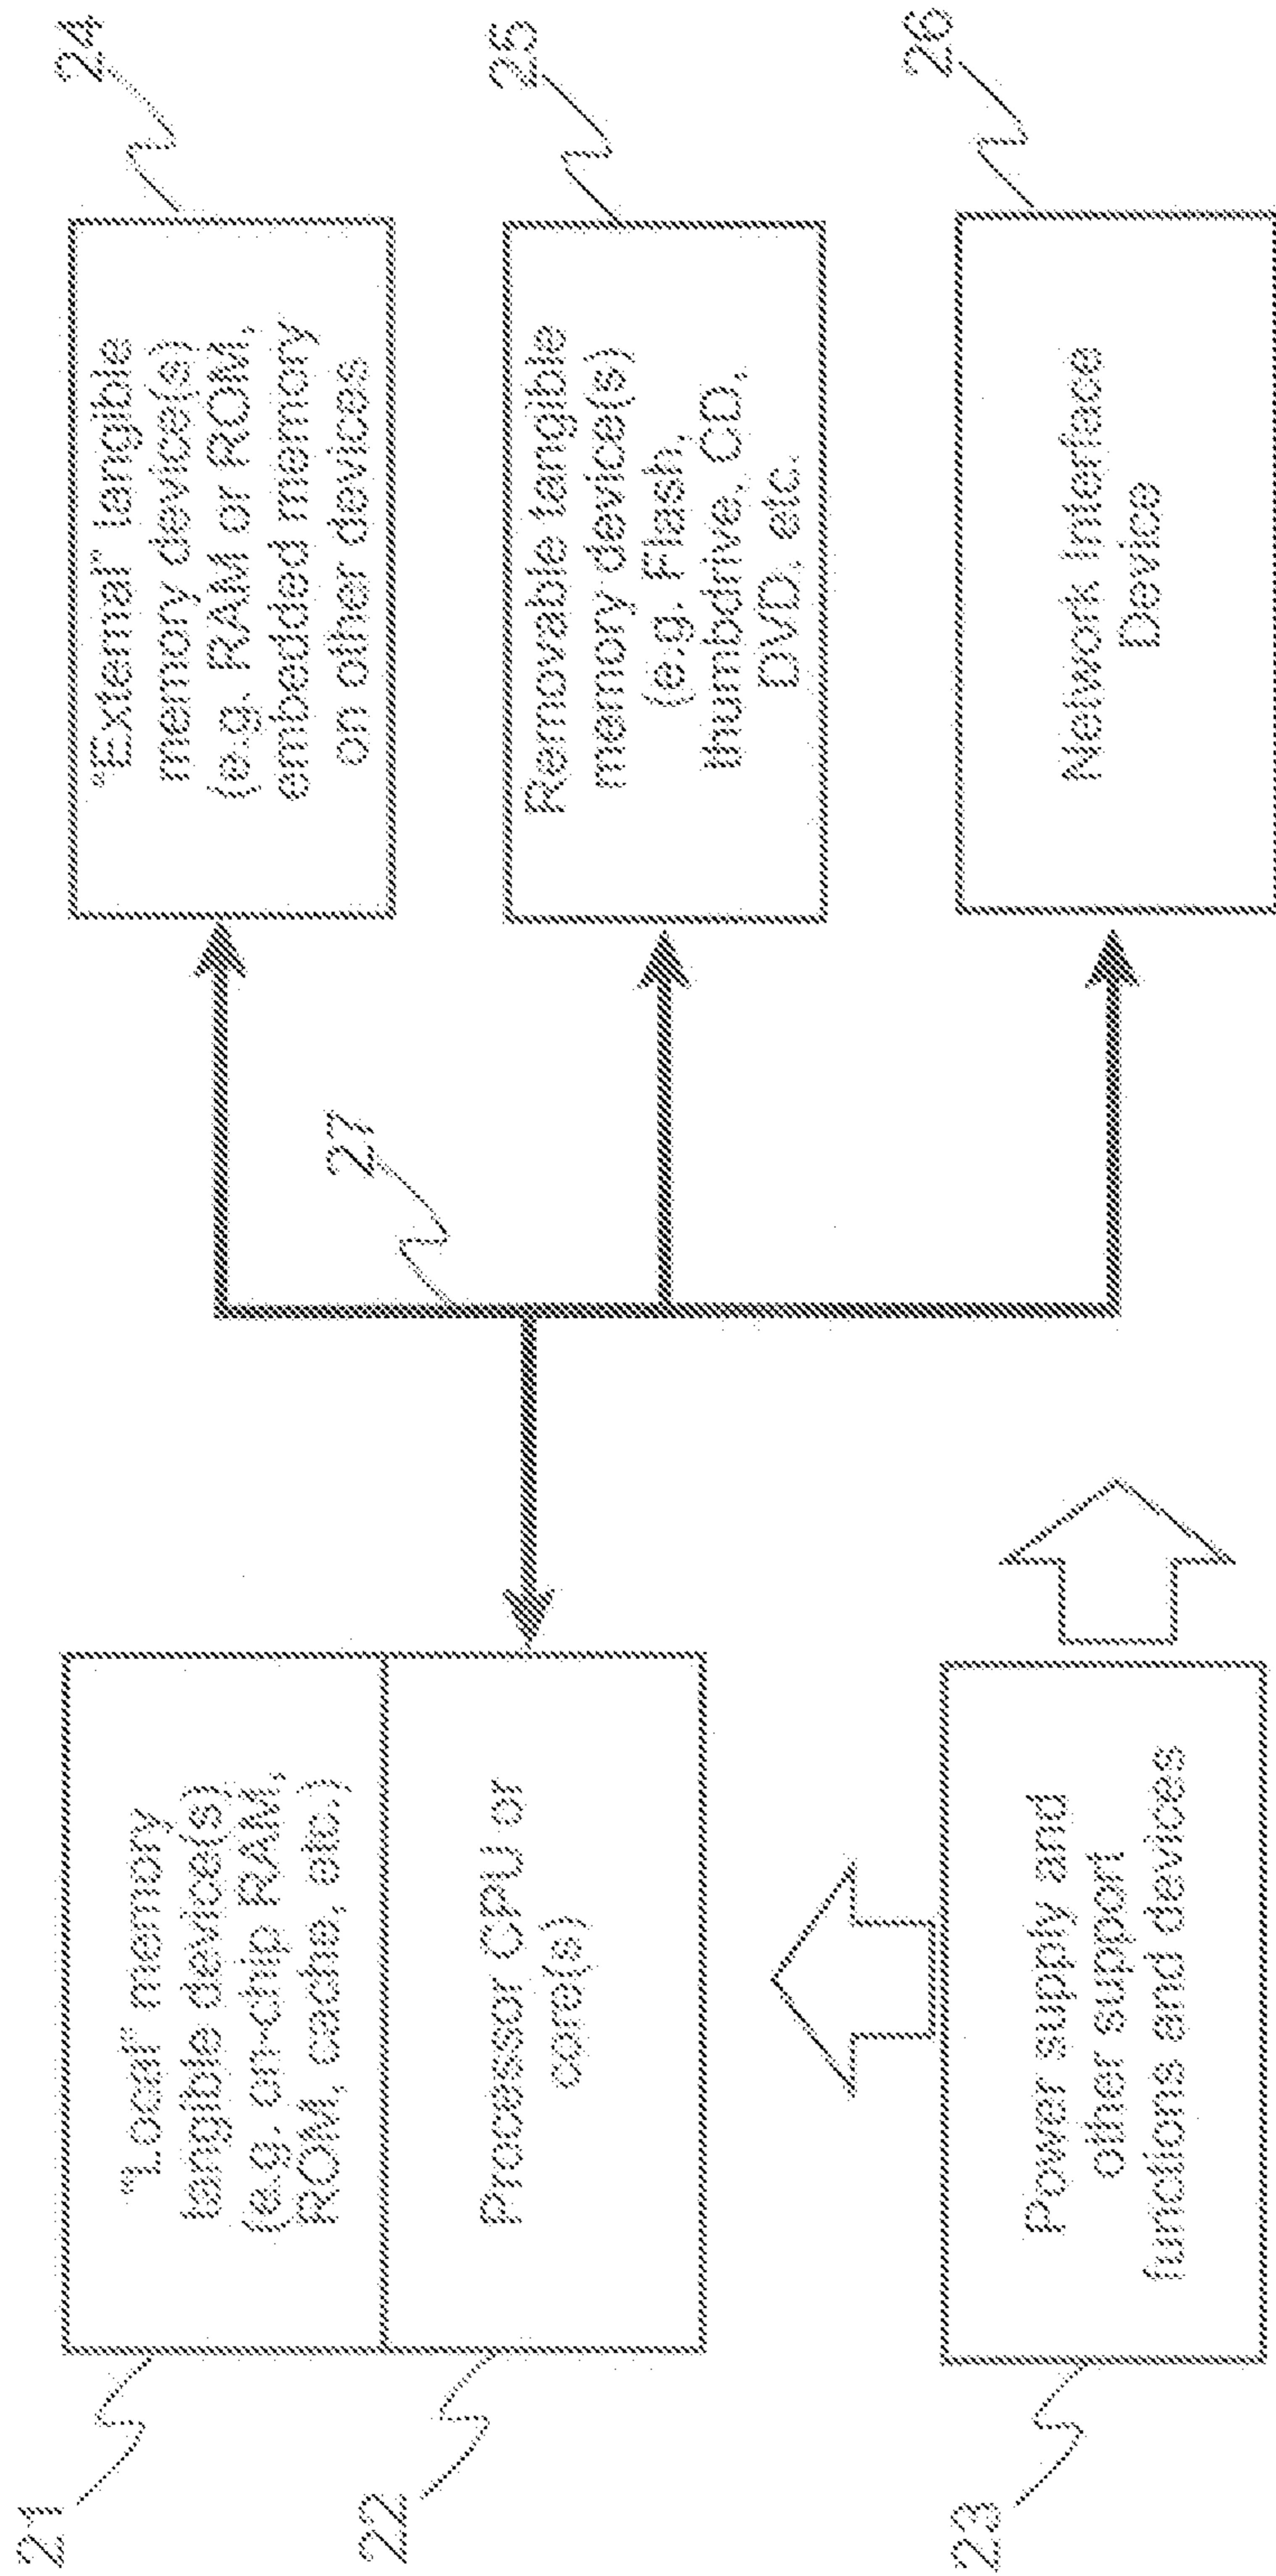 21
"Local" memory
tangible device(s)
(e.g. on-chip RAM,
ROM, cache, etc.)
22
Processor CPU or
core(s)
23
Power supply and
other support
functions and devices
27
24
"External" tangible
memory device(s)
(e.g. RAM or ROM,
embedded memory
on other devices
25
Removable tangible
memory device(s)
(e.g. Flash,
thumbdrive, CD,
DVD, etc.
26
Network Interface
Device